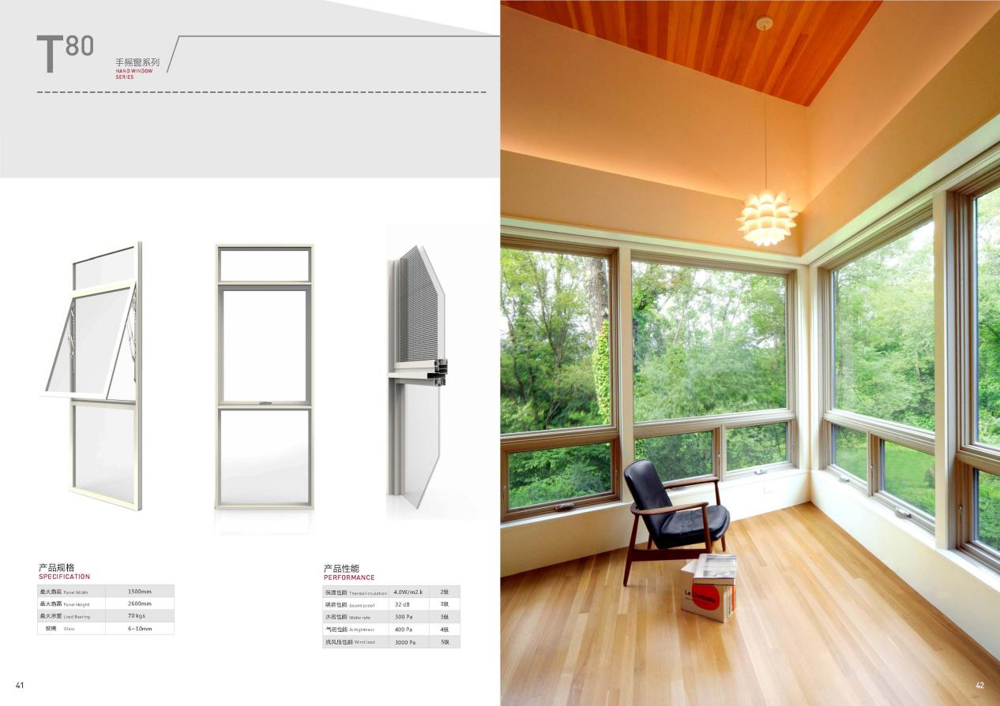 T80
手摇窗系列
HAND WINDOW
SERIES
产品规格
SPECIFICATION
最大扇宽 Panel Width 1500mm
最大扇高 Panel Height 2600mm
最大承重 Load Bearing 70 kgs
玻璃 Glass 6~10mm
产品性能
PERFORMANCE
保温性能 Thermal insulation 4.0W/m2.k 2级
隔音性能 Sound proof 32 dB 3级
水密性能 Water rate 300 Pa 3级
气密性能 Airtightness 400 Pa 4级
抗风压性能 Wind load 3000 Pa 5级
Le Corbusier
41
42